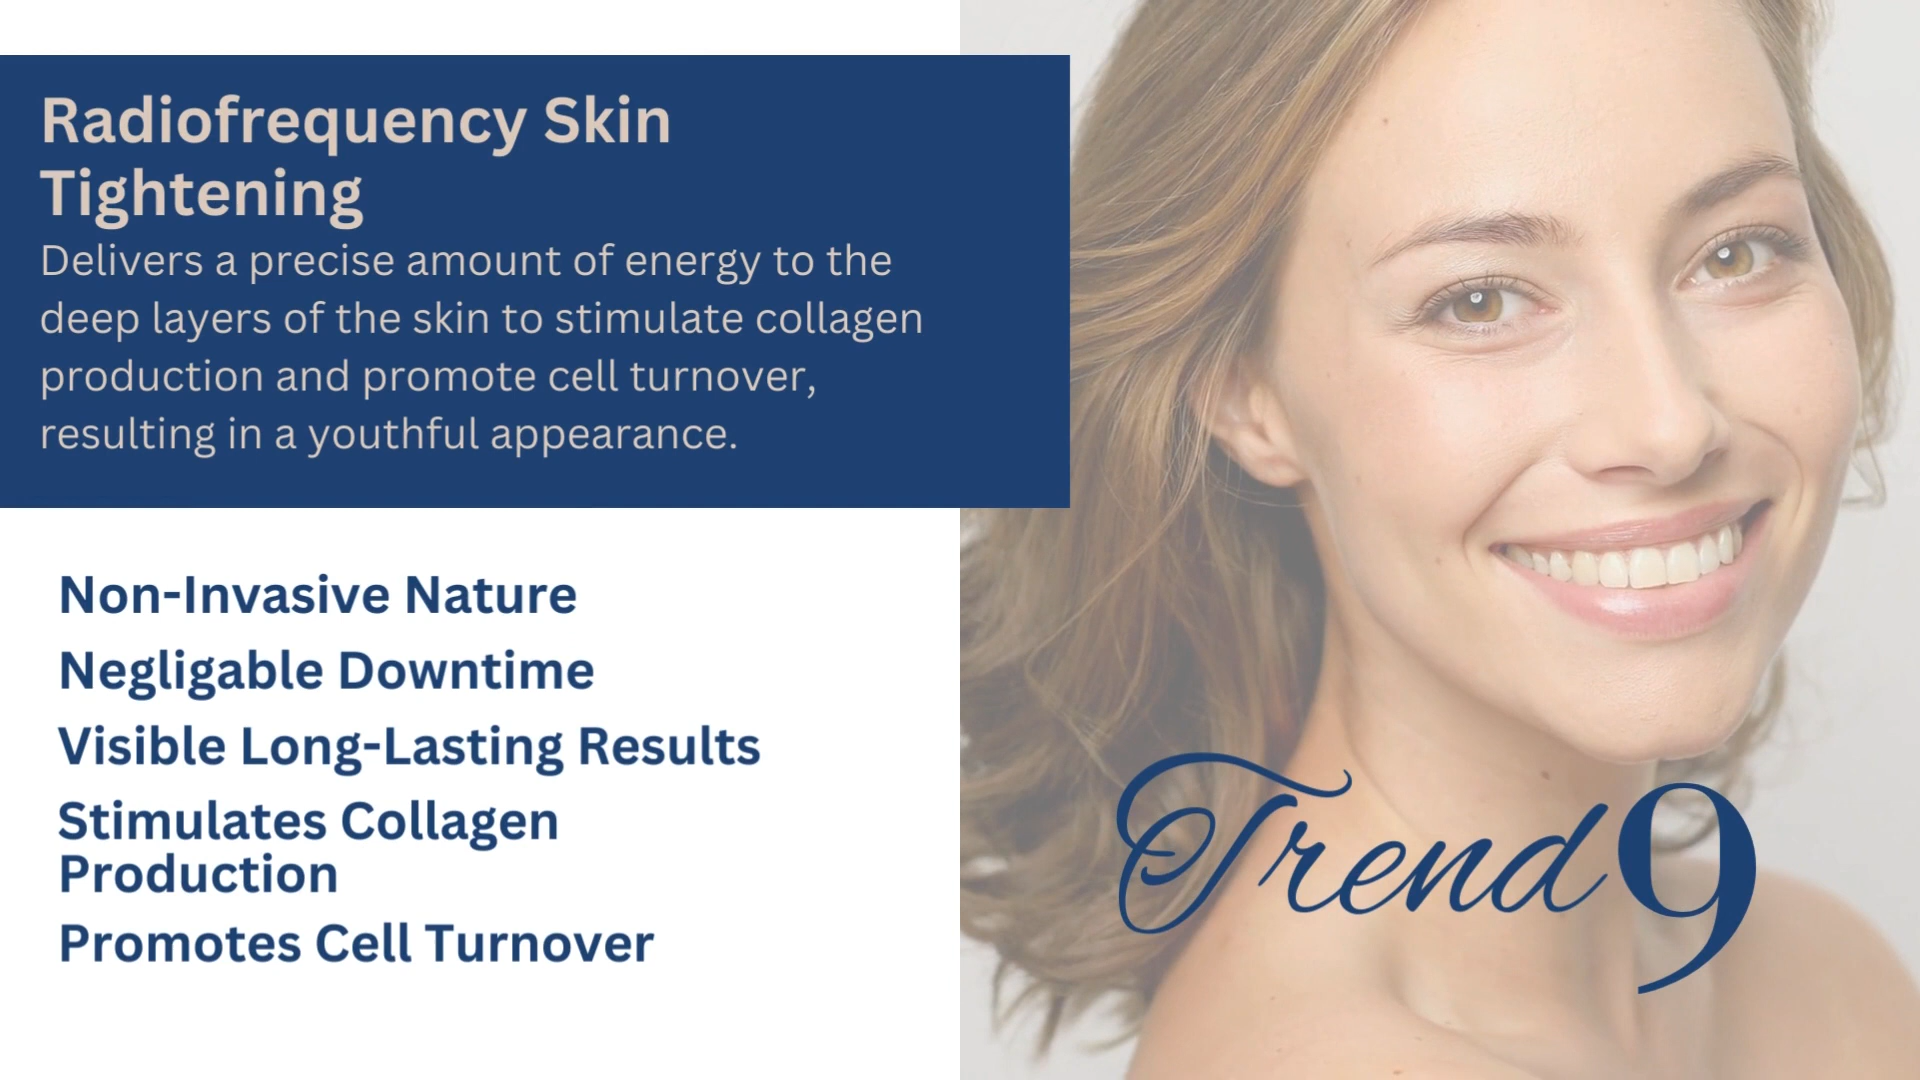 Radiofrequency Skin
Tightening
Delivers a precise amount of energy to the
deep layers of the skin to stimulate collagen
production and promote cell turnover,
resulting in a youthful appearance.
Non-Invasive Nature
Negligable Downtime
Visible Long-Lasting Results
Stimulates Collagen
Production
Promotes Cell Turnover
Trend9